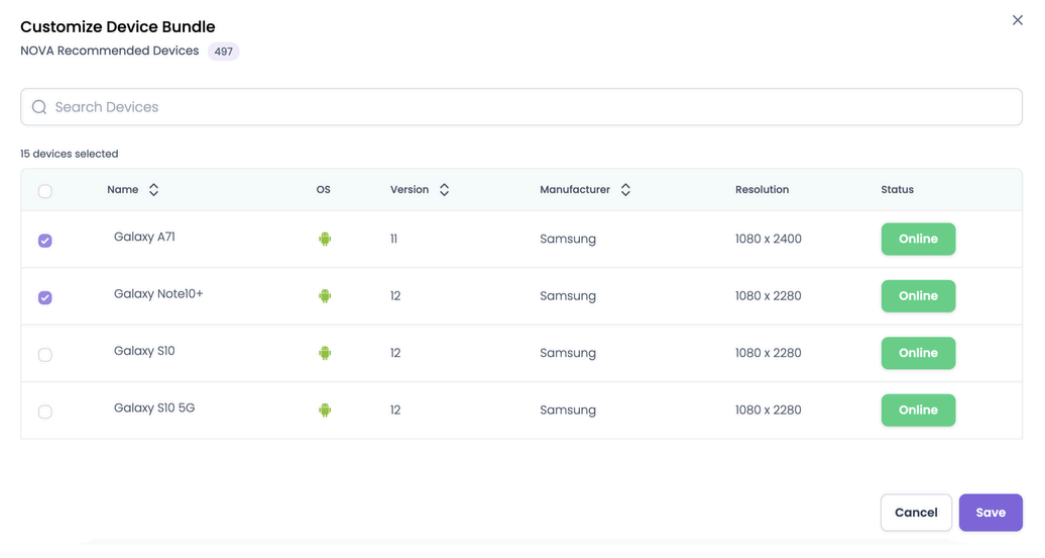 Customize Device Bundle
NOVA Recommended Devices 497
Search Devices
15 devices selected
Name OS Version Manufacturer Resolution Status
Galaxy A71 11 Samsung 1080 x 2400 Online
Galaxy Note10+ 12 Samsung 1080 x 2280 Online
Galaxy S10 12 Samsung 1080 x 2280 Online
Galaxy S10 5G 12 Samsung 1080 x 2280 Online
Cancel Save